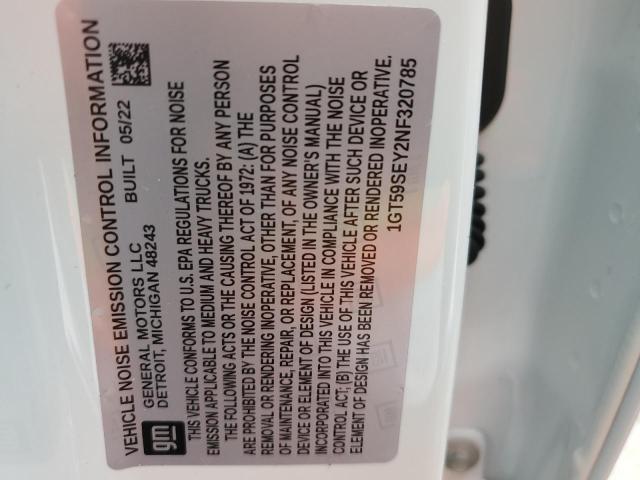 VEHICLE NOISE EMISSION CONTROL INFORMATION
gm
GENERAL MOTORS LLC
DETROIT, MICHIGAN 48243
BUILT 05/22
THIS VEHICLE CONFORMS TO U.S. EPA REGULATIONS FOR NOISE
EMISSION APPLICABLE TO MEDIUM AND HEAVY TRUCKS.
THE FOLLOWING ACTS OR THE CAUSING THEREOF BY ANY PERSON
ARE PROHIBITED BY THE NOISE CONTROL ACT OF 1972: (A) THE
REMOVAL OR RENDERING INOPERATIVE, OTHER THAN FOR PURPOSES
OF MAINTENANCE, REPAIR, OR REPLACEMENT, OF ANY NOISE CONTROL
DEVICE OR ELEMENT OF DESIGN (LISTED IN THE OWNER'S MANUAL)
INCORPORATED INTO THIS VEHICLE IN COMPLIANCE WITH THE NOISE
CONTROL ACT; (B) THE USE OF THIS VEHICLE AFTER SUCH DEVICE OR
ELEMENT OF DESIGN HAS BEEN REMOVED OR RENDERED INOPERATIVE.
1GT59SEY2NF320785